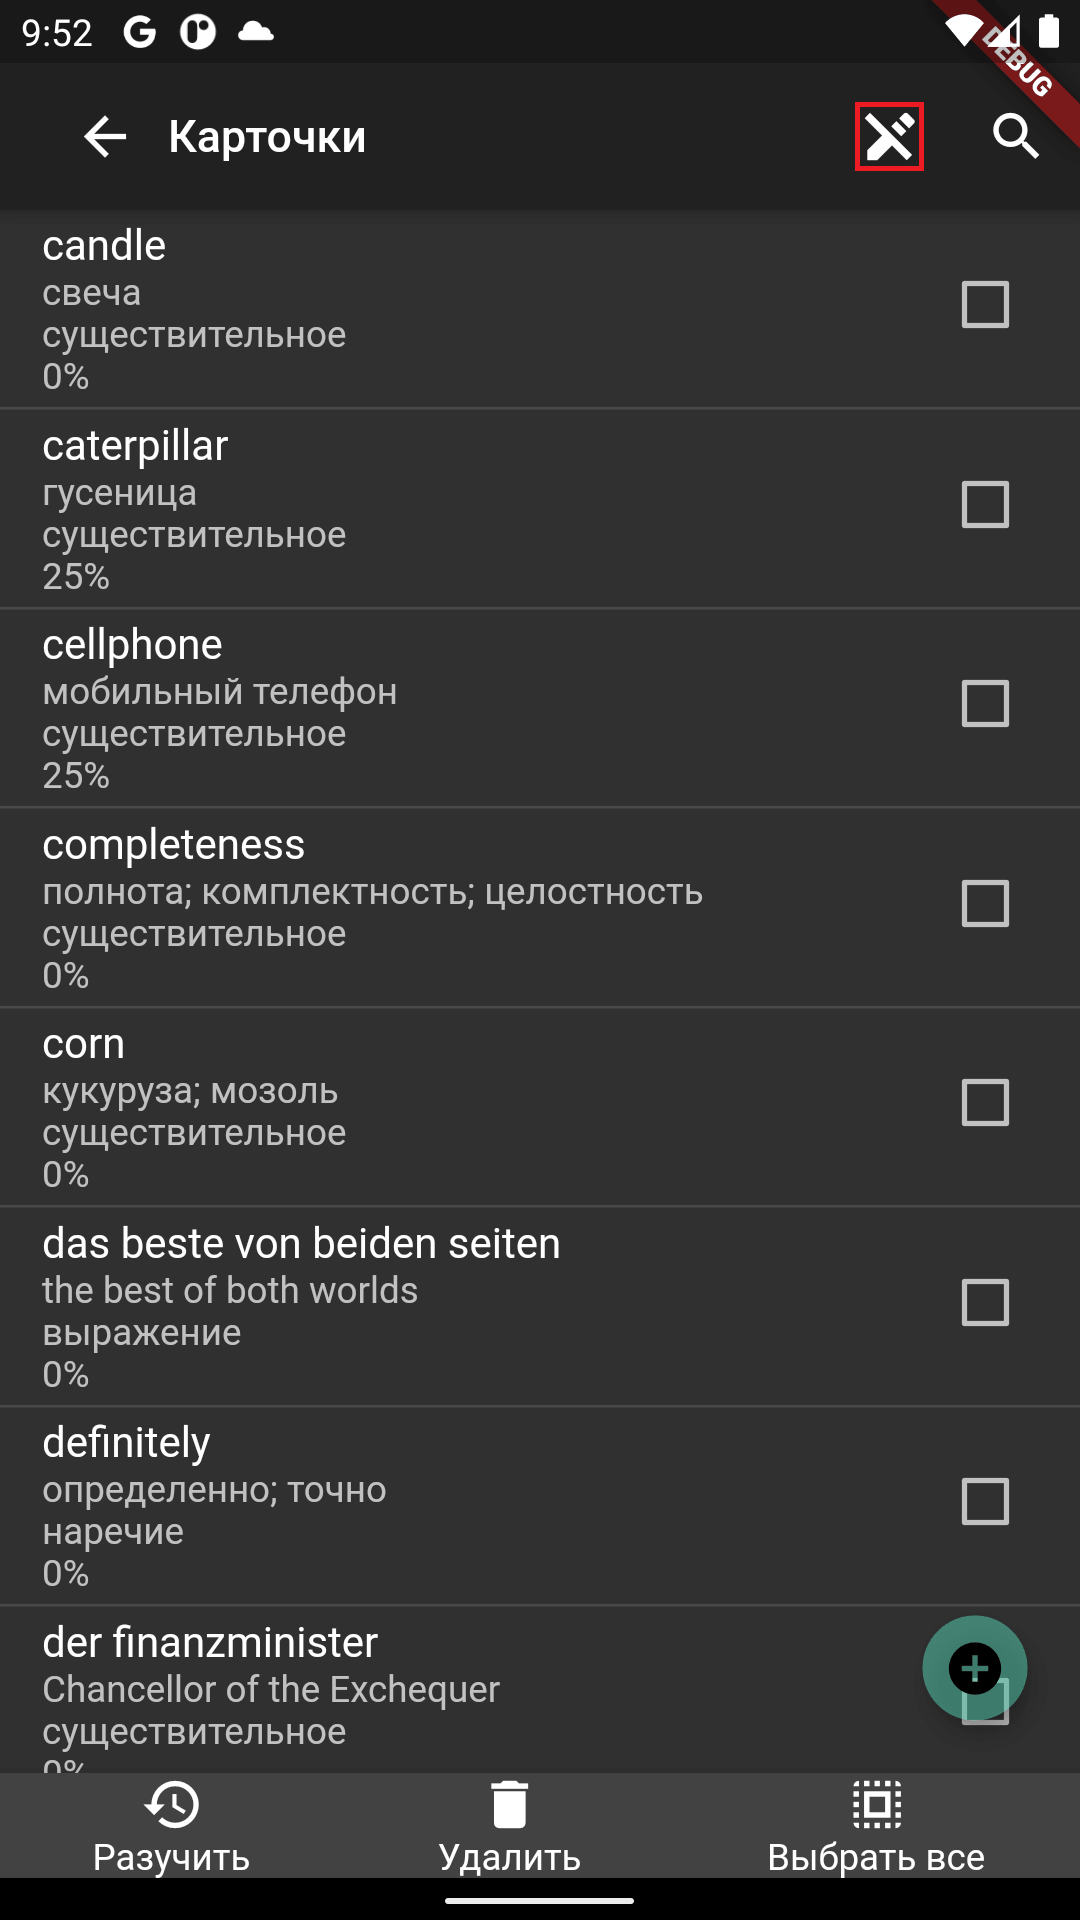 9:52
DEBUG
Карточки
candle
свеча
существительное
0%
caterpillar
гусеница
существительное
25%
cellphone
мобильный телефон
существительное
25%
completeness
полнота; комплектность; целостность
существительное
0%
corn
кукуруза; мозоль
существительное
0%
das beste von beiden seiten
the best of both worlds
выражение
0%
definitely
определенно; точно
наречие
0%
der finanzminister
Chancellor of the Exchequer
существительное
0%
Разучить
Удалить
Выбрать все